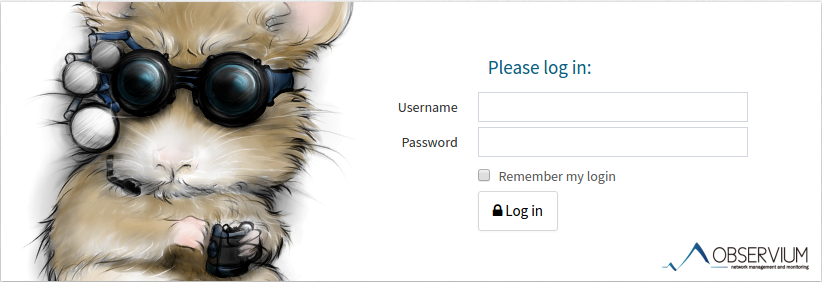 Please log in:
Username
Password
Remember my login
Log in
OBSERVIUM
network management and monitoring